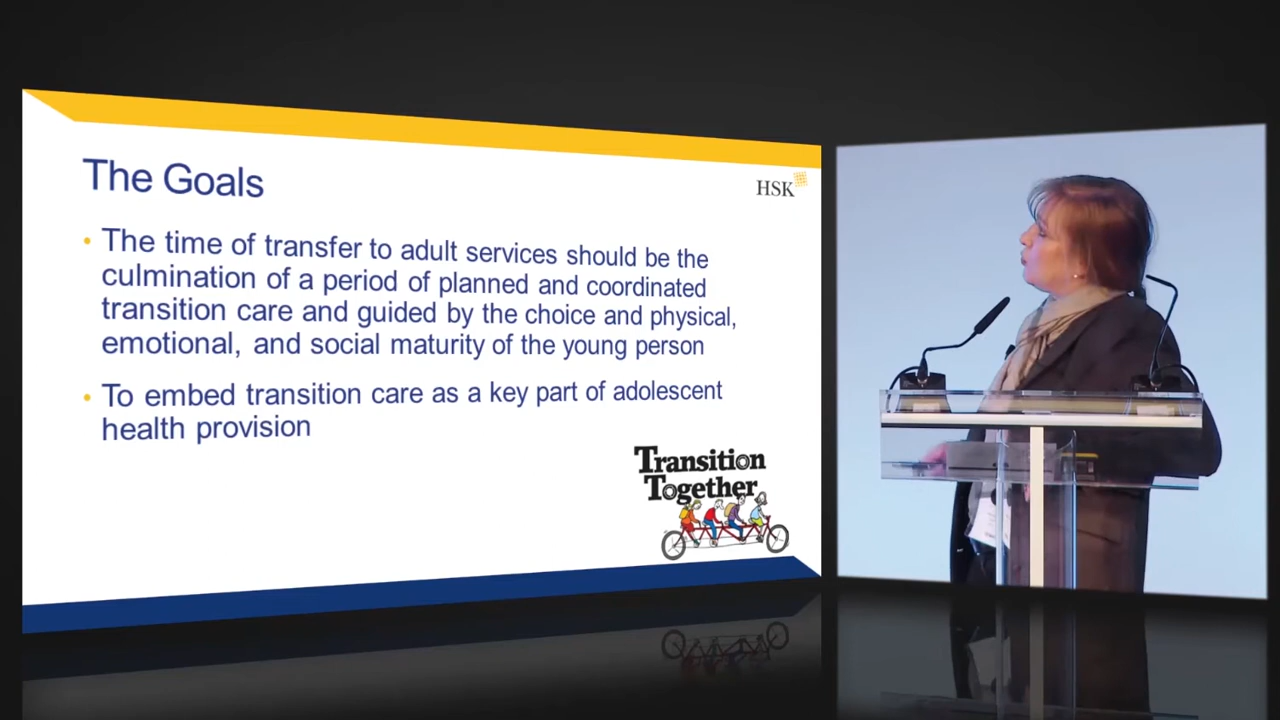 The Goals
HSK
The time of transfer to adult services should be the
culmination of a period of planned and coordinated
transition care and guided by the choice and physical,
emotional, and social maturity of the young person
To embed transition care as a key part of adolescent
health provision
Transition
Together